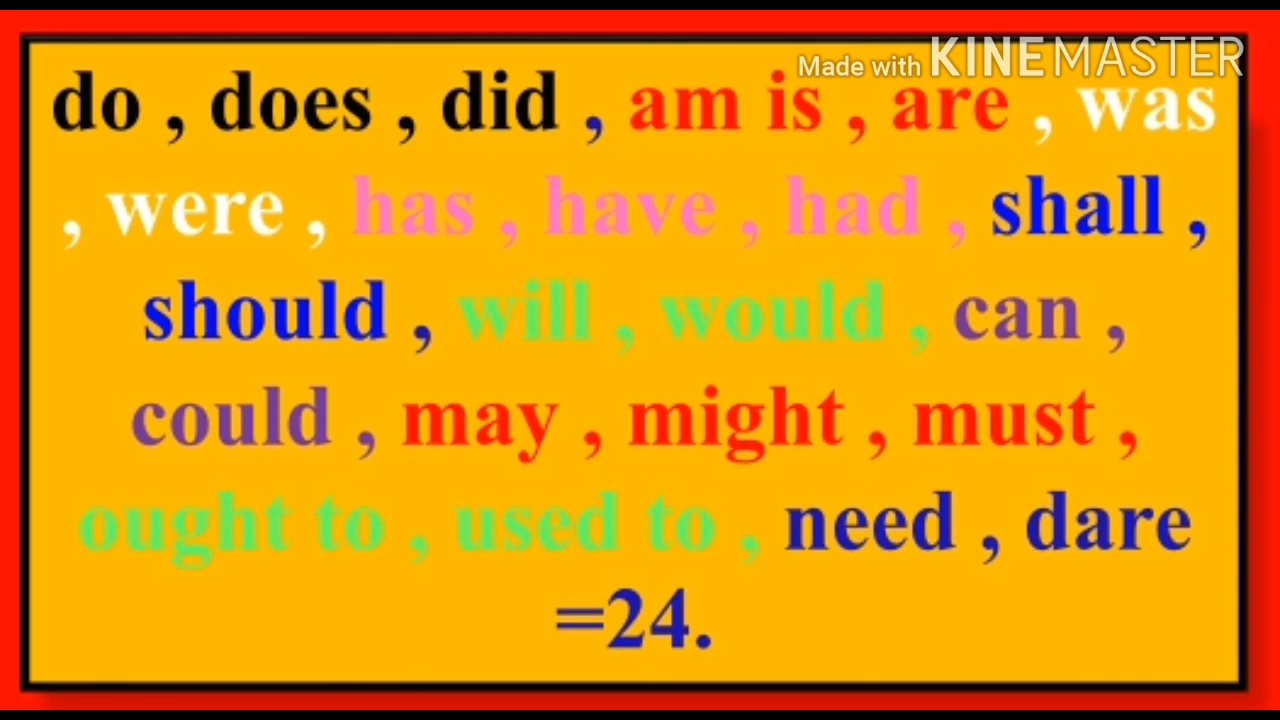 Made with KINEMASTER
do , does , did , am is , are , was
, were , has , have , had , shall ,
should , will , would , can ,
could , may , might , must ,
ought to , used to , need , dare
=24.